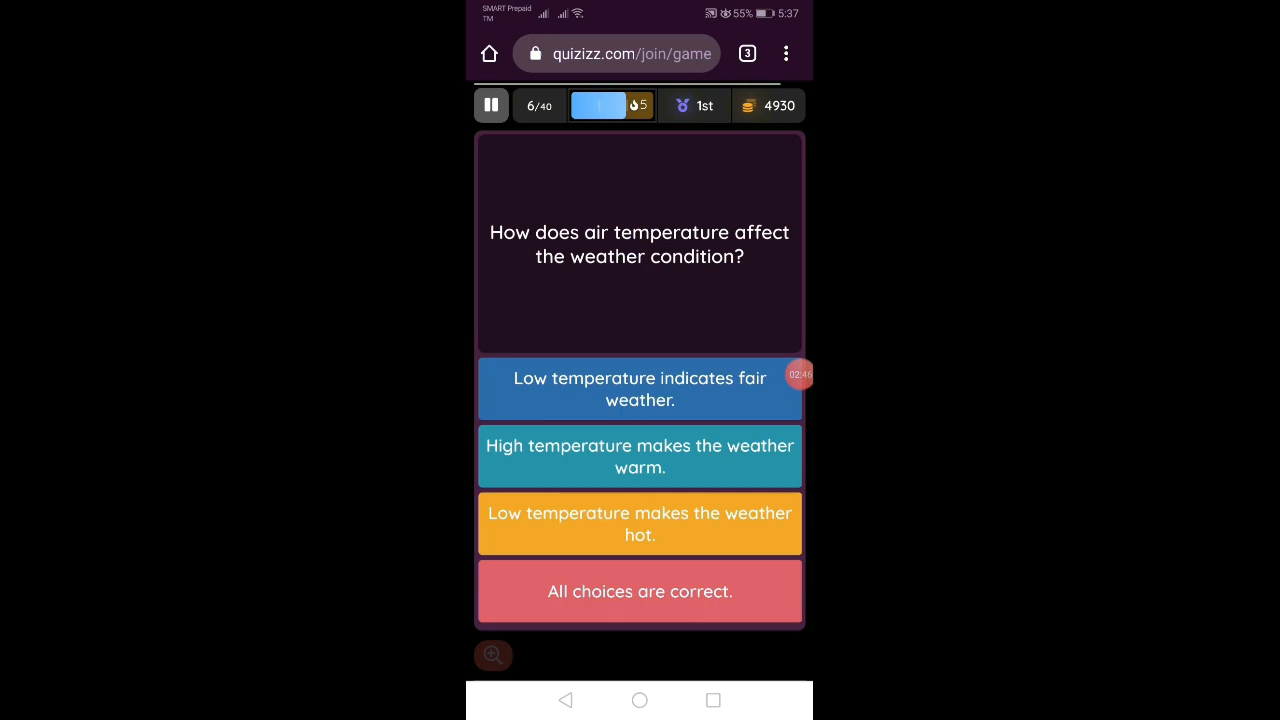 SMART Prepaid
TM
55% 5:37
quizizz.com/join/game
3
6/40
5
1st
4930
How does air temperature affect
the weather condition?
Low temperature indicates fair
weather.
02:46
High temperature makes the weather
warm.
Low temperature makes the weather
hot.
All choices are correct.